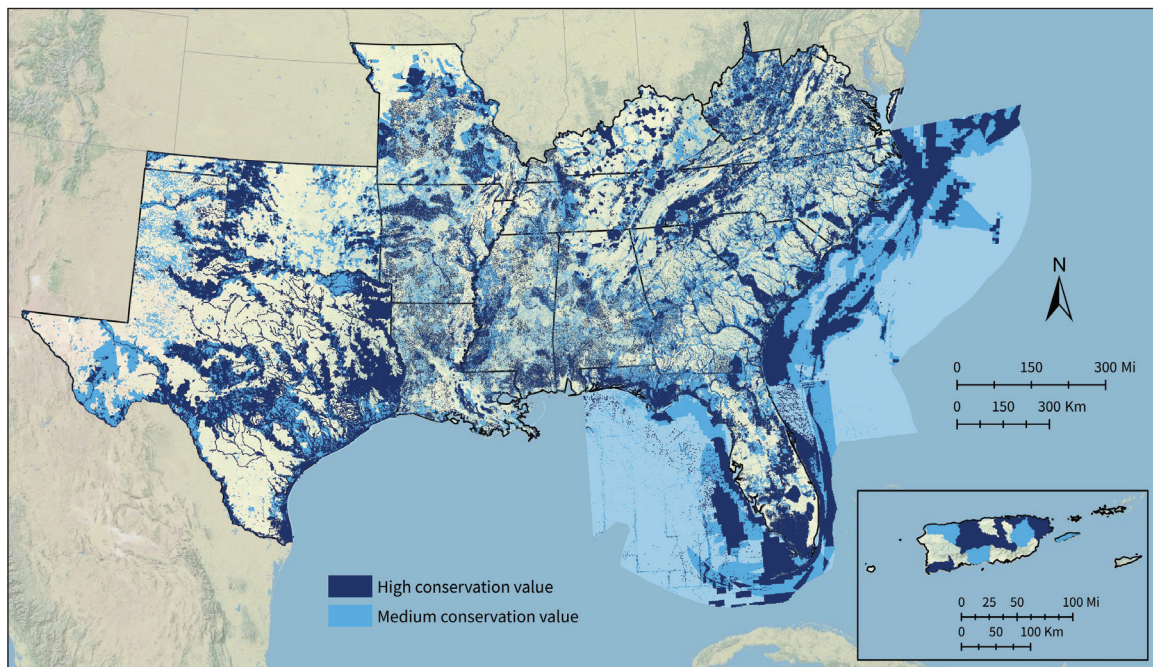 N
0 150 300 Mi
0 150 300 Km
High conservation value
Medium conservation value
0 25 50 100 Mi
0 50 100 Km